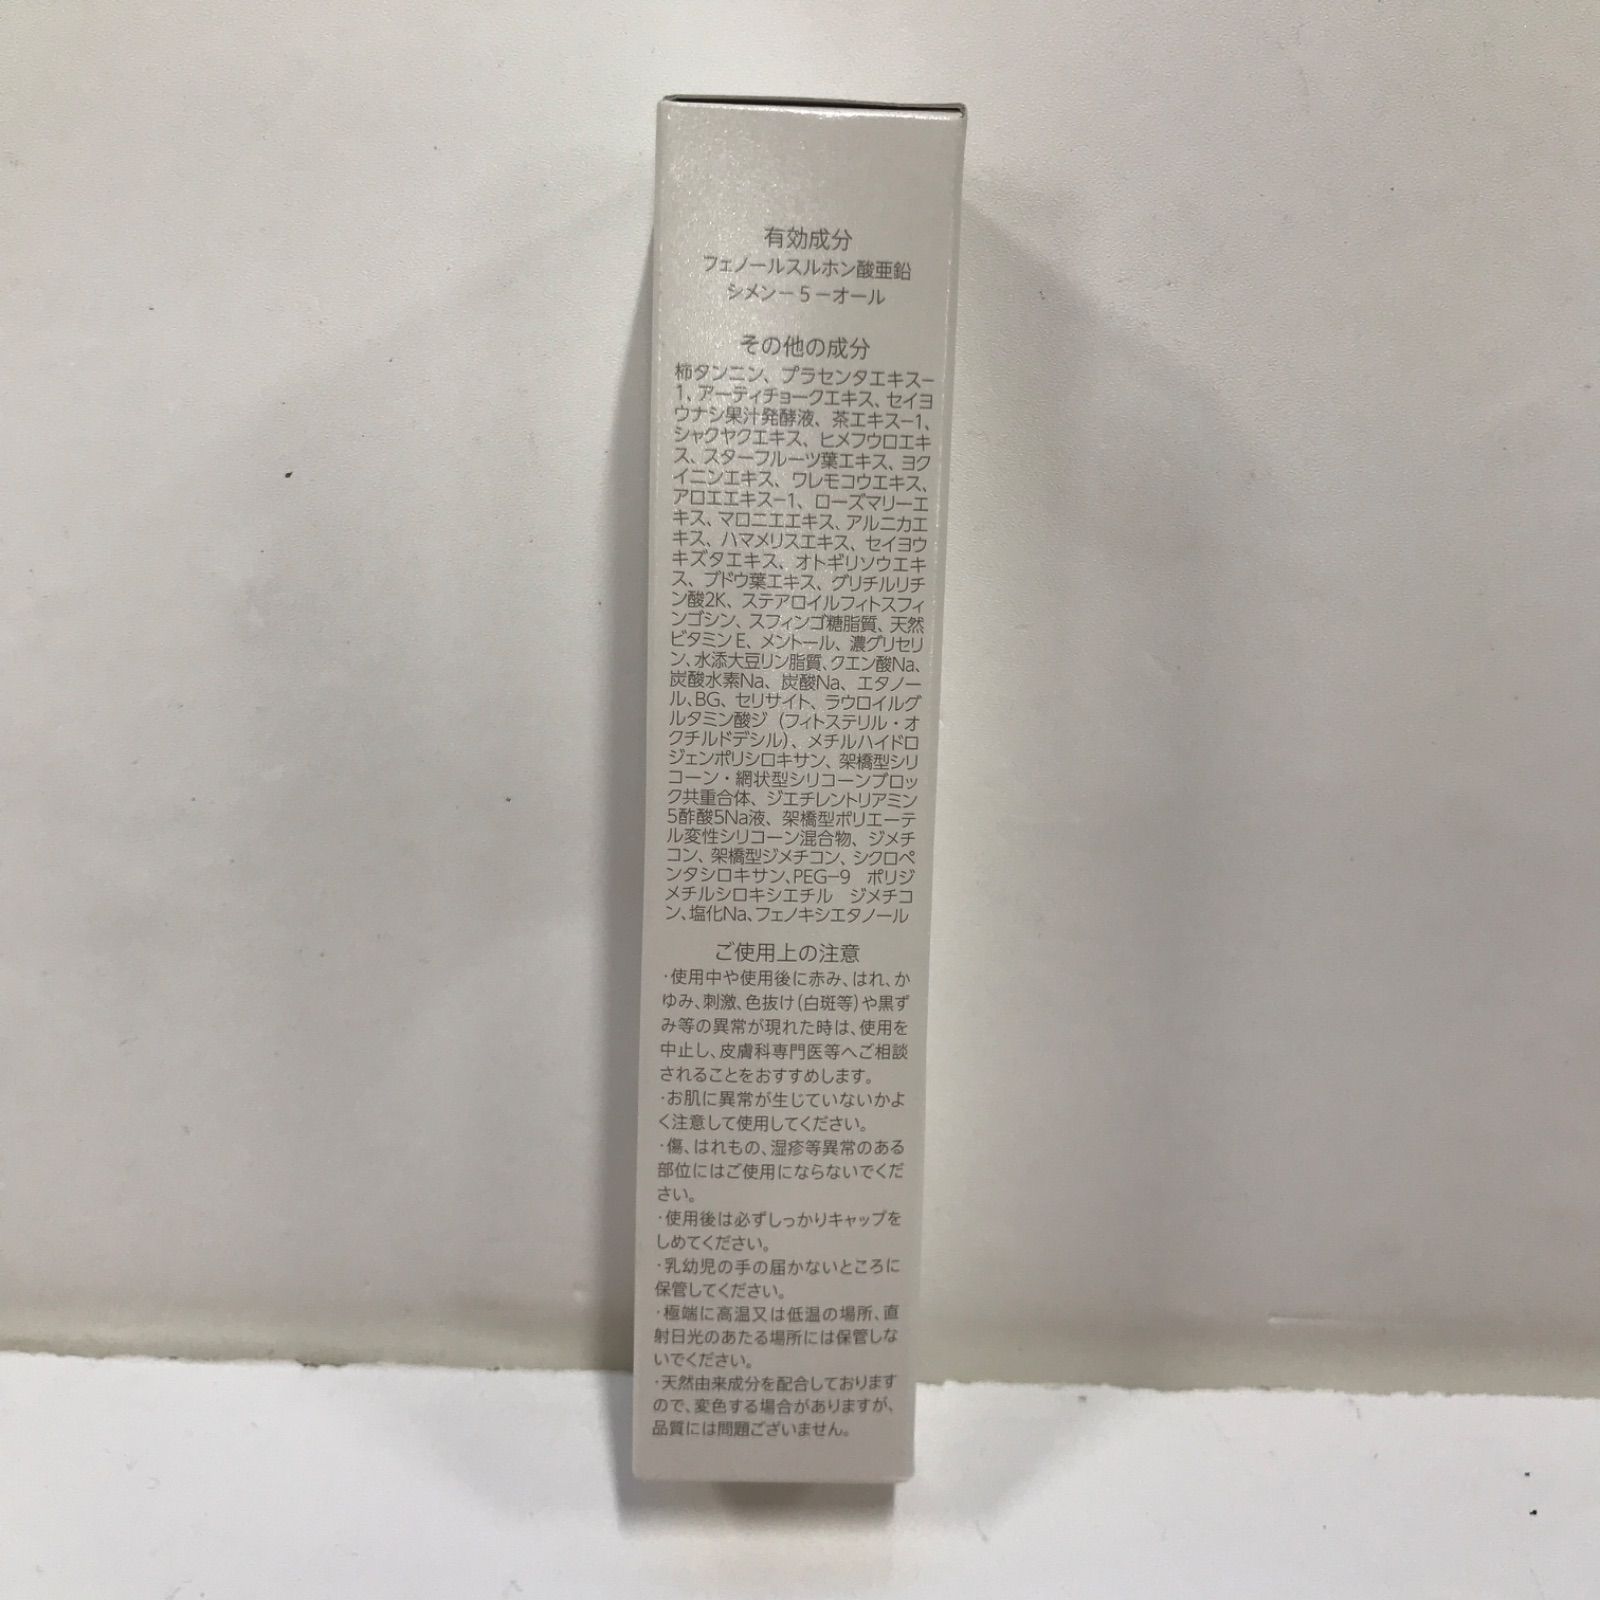 有効成分
フェノールスルホン酸亜鉛
シメンー５ーオール
その他の成分
柿タンニン、プラセンタエキス−
1、アーティチョークエキス、セイヨ
ウナシ果汁発酵液、茶エキス−1、
シャクヤクエキス、ヒメフウロエキ
ス、スターフルーツ葉エキス、ヨク
イニンエキス、ワレモコウエキス、
アロエエキス−1、ローズマリーエ
キス、マロニエエキス、アルニカエ
キス、ハマメリスエキス、セイヨウ
キズタエキス、オトギリソウエキ
ス、ブドウ葉エキス、グリチルリチ
ン酸2K、ステアロイルフィトスフィ
ンゴシン、スフィンゴ糖脂質、天然
ビタミンE、メントール、濃グリセリ
ン、水添大豆リン脂質、クエン酸Na、
炭酸水素Na、炭酸Na、エタノー
ル、BG、セリサイト、ラウロイルグ
ルタミン酸ジ（フィトステリル・オ
クチルドデシル）、メチルハイドロ
ジェンポリシロキサン、架橋型シリ
コーン・網状型シリコーンブロッ
ク共重合体、ジエチレントリアミン
5酢酸5Na液、架橋型ポリエーテ
ル変性シリコーン混合物、ジメチ
コン、架橋型ジメチコン、シクロペ
ンタシロキサン、PEG−9　ポリジ
メチルシロキシエチル　ジメチコ
ン、塩化Na、フェノキシエタノール
ご使用上の注意
・使用中や使用後に赤み、はれ、か
ゆみ、刺激、色抜け(白斑等)や黒ず
み等の異常が現れた時は、使用を
中止し、皮膚科専門医等へご相談
されることをおすすめします。
・お肌に異常が生じていないかよ
く注意して使用してください。
・傷、はれもの、湿疹等異常のある
部位にはご使用にならないでくだ
さい。
・使用後は必ずしっかりキャップを
しめてください。
・乳幼児の手の届かないところに
保管してください。
・極端に高温又は低温の場所、直
射日光のあたる場所には保管しな
いでください。
・天然由来成分を配合しております
ので、変色する場合がありますが、
品質には問題ございません。